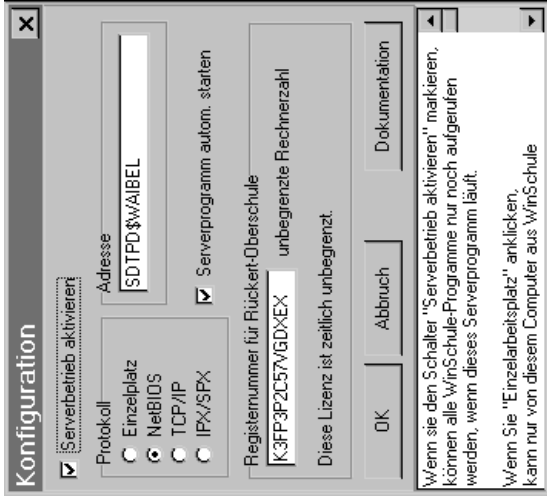 Konfiguration
Serverbetrieb aktivieren
Protokoll
Einzelplatz
NetBIOS
TCP/IP
IPX/SPX
Adresse
SDTPD$WAIBEL
Serverprogramm autom. starten
Registernummer für Rückert-Oberschule
K3FP3P2C57VGDXEX
unbegrenzte Rechnerzahl
Diese Lizenz ist zeitlich unbegrenzt.
OK
Abbruch
Dokumentation
Wenn sie den Schalter "Serverbetrieb aktivieren" markieren,
können alle WinSchule-Programme nur noch aufgerufen
werden, wenn dieses Serverprogramm läuft.
Wenn Sie "Einzelarbeitsplatz" anklicken,
kann nur von diesem Computer aus WinSchule